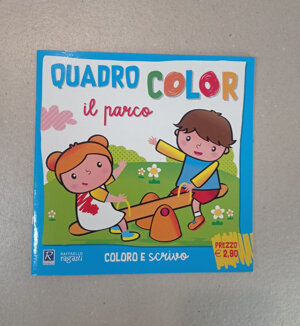 QUADRO COLOR
il parco
COLORO E scrivo
PREZZO
€ 2,90
R
RAFFAELLO
ragazzi